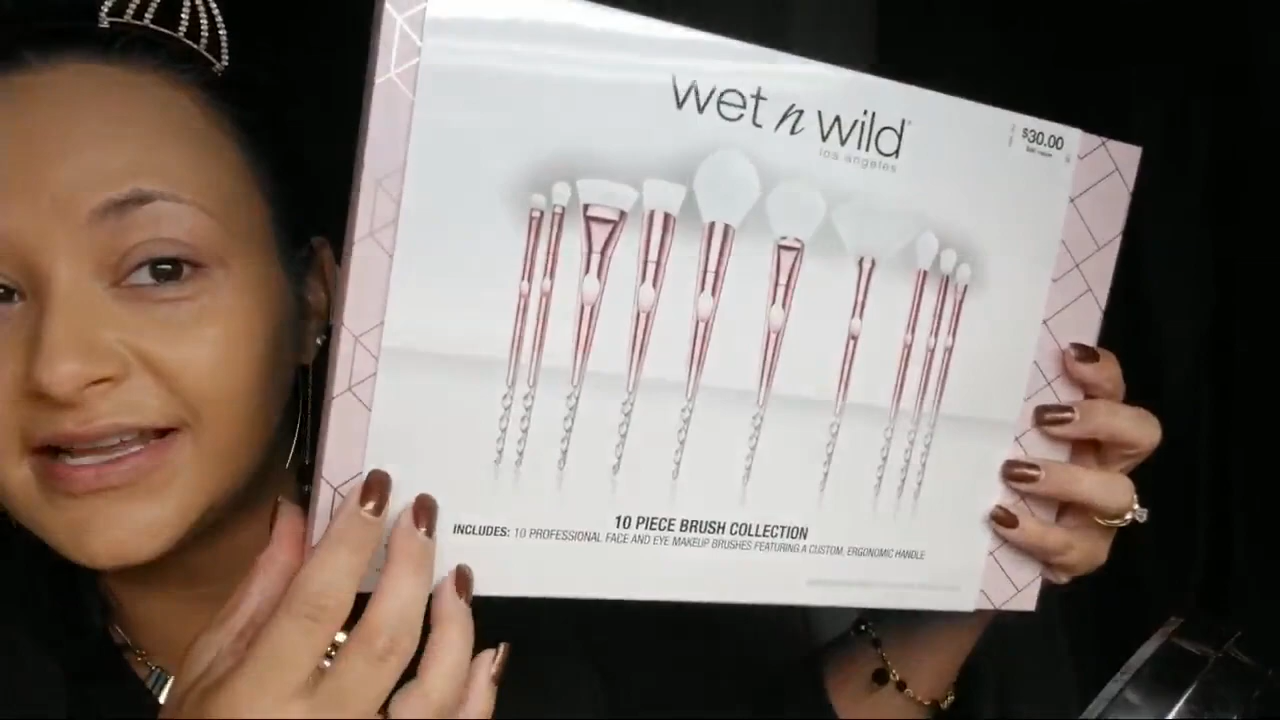 wet n wild
los angeles
$30.00
10 PIECE BRUSH COLLECTION
INCLUDES: 10 PROFESSIONAL FACE AND EYE MAKEUP BRUSHES FEATURING A CUSTOM, ERGONOMIC HANDLE